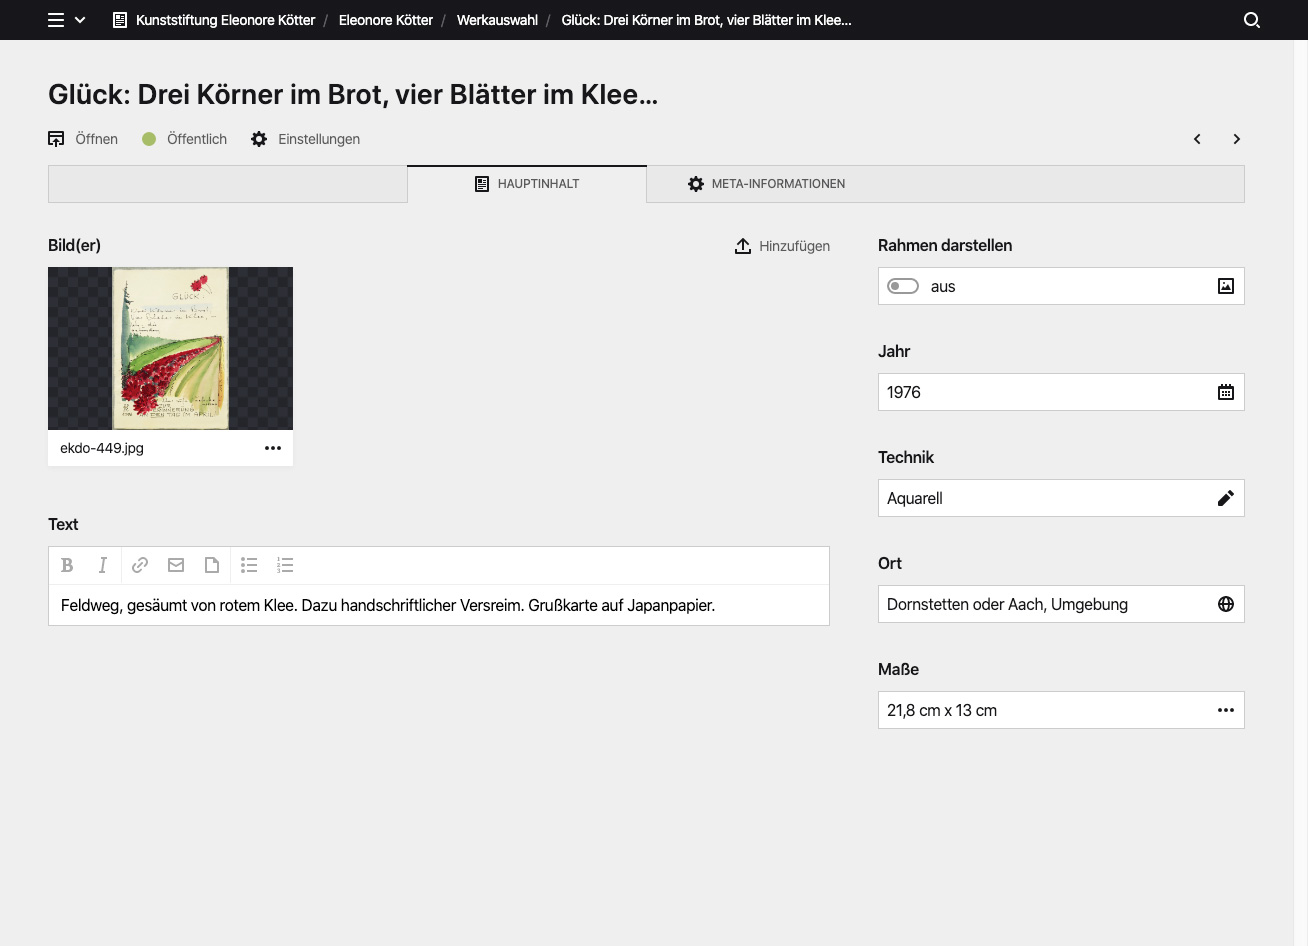 Kunststiftung Eleonore Kötter / Eleonore Kötter / Werkauswahl / Glück: Drei Körner im Brot, vier Blätter im Klee…
Glück: Drei Körner im Brot, vier Blätter im Klee…
Öffnen Öffentlich Einstellungen
HAUPTINHALT META-INFORMATIONEN
Bild(er) Hinzufügen
GLÜCK:
ekdo-449.jpg
Text
B I
Feldweg, gesäumt von rotem Klee. Dazu handschriftlicher Versreim. Grußkarte auf Japanpapier.
Rahmen darstellen
aus
Jahr
1976
Technik
Aquarell
Ort
Dornstetten oder Aach, Umgebung
Maße
21,8 cm x 13 cm